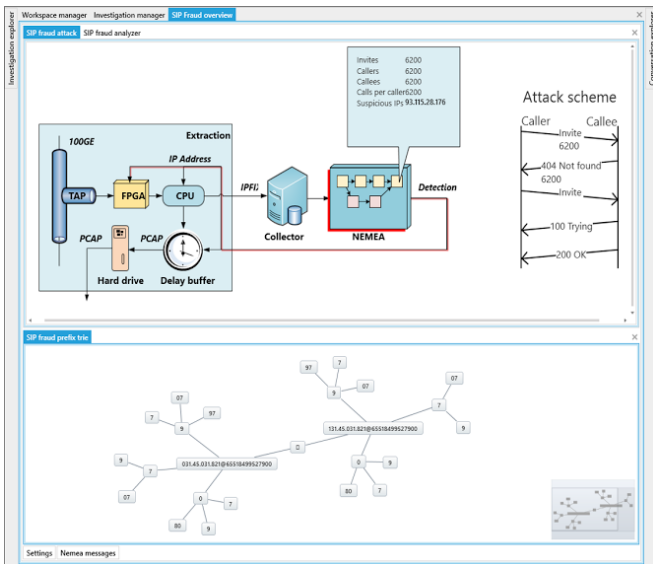 Workspace manager Investigation manager SIP Fraud overview
Investigation explorer
Conversation explorer
SIP fraud attack SIP fraud analyzer
Invites 6200
Callers 6200
Callees 6200
Calls per caller6200
Suspicious IPs 93.115.28.176
Attack scheme
Caller Callee
Invite
6200
404 Not found
6200
Invite
100 Trying
200 OK
Extraction
100GE
IP Address
TAP
FPGA
CPU
IPFIX
Collector
NEMEA
Detection
PCAP
PCAP
Hard drive
Delay buffer
SIP fraud prefix trie
97
7
07
9
07
7
9
131.45.031.821@65518499527900
0
9
80
7
0
07
7
97
9
031.45.031.821@65518499527900
9
7
07
0
7
80
9
Settings Nemea messages